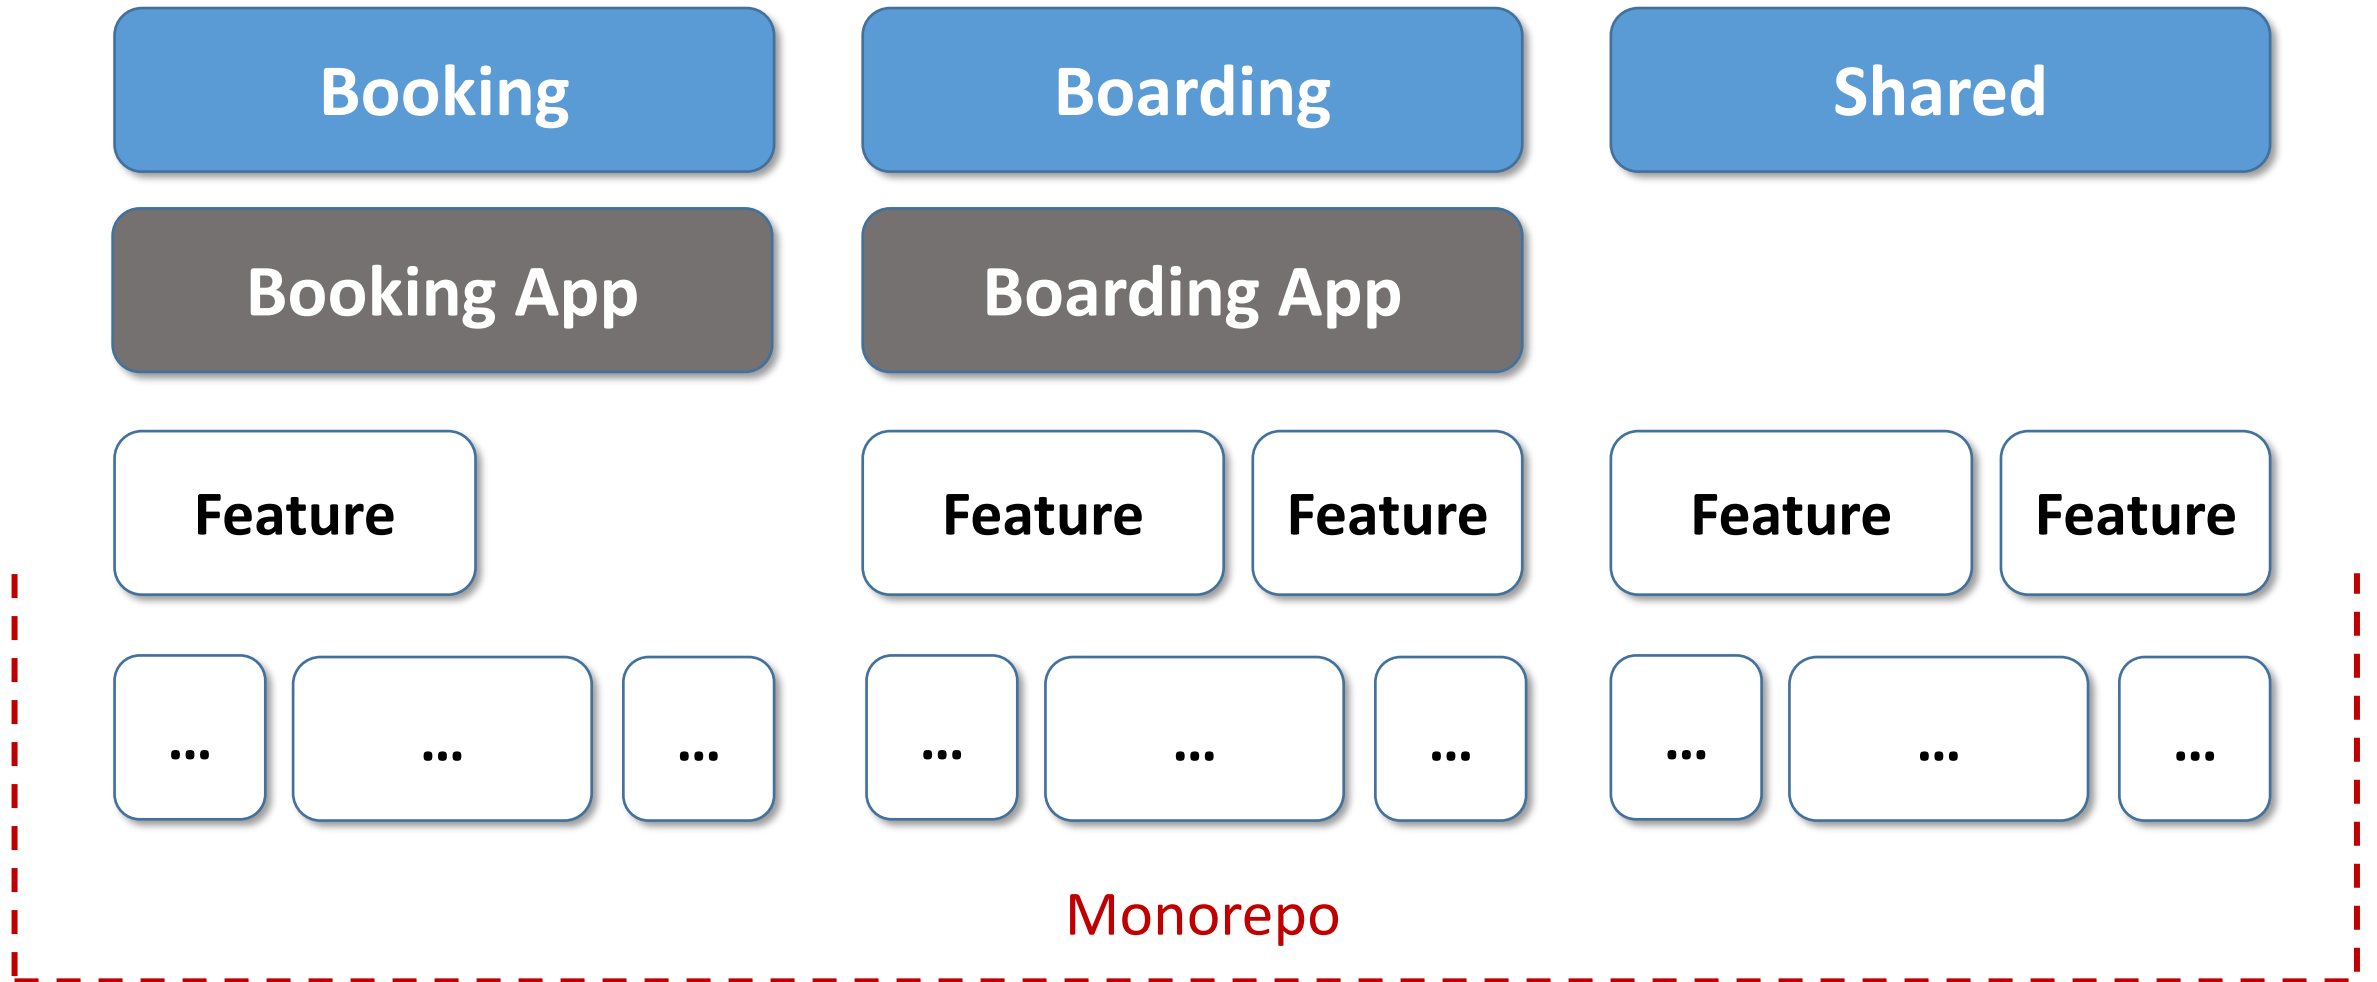 Booking
Boarding
Shared
Booking App
Boarding App
Feature
Feature
Feature
Feature
Feature
...
...
...
...
...
...
...
...
...
Monorepo